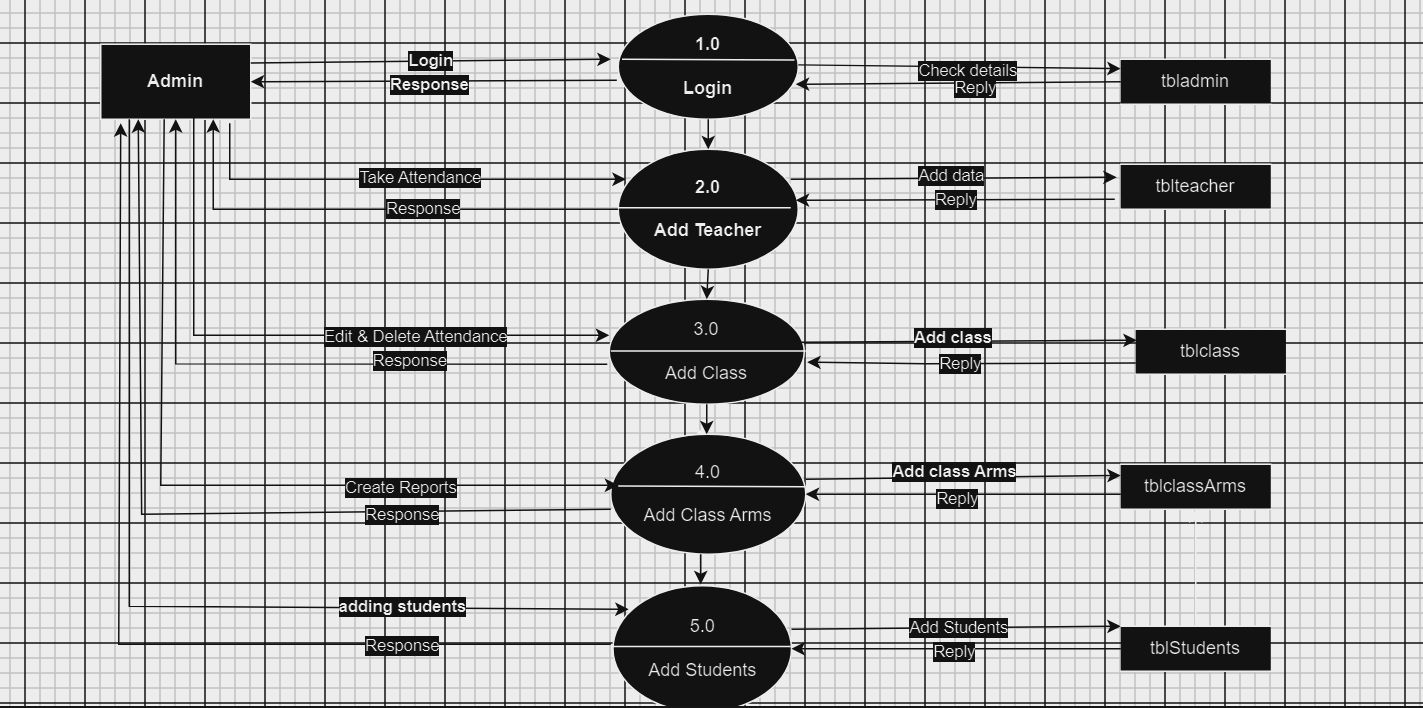 1.0
Login
Admin
Login
Response
Check details
Reply
tbladmin
2.0
Add Teacher
Take Attendance
Response
Add data
Reply
tblteacher
3.0
Add Class
Edit & Delete Attendance
Response
Add class
Reply
tblclass
4.0
Add Class Arms
Create Reports
Response
Add class Arms
Reply
tblclassArms
5.0
Add Students
adding students
Response
Add Students
Reply
tblStudents